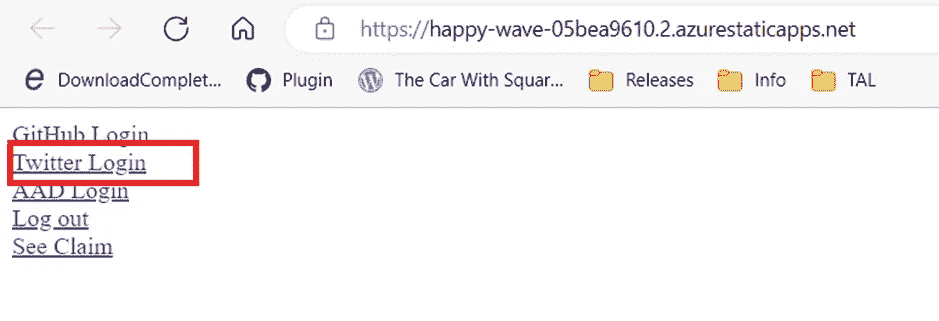 https://happy-wave-05bea9610.2.azurestaticapps.net
DownloadComplet... Plugin The Car With Squar... Releases Info TAL
GitHub Login
Twitter Login
AAD Login
Log out
See Claim